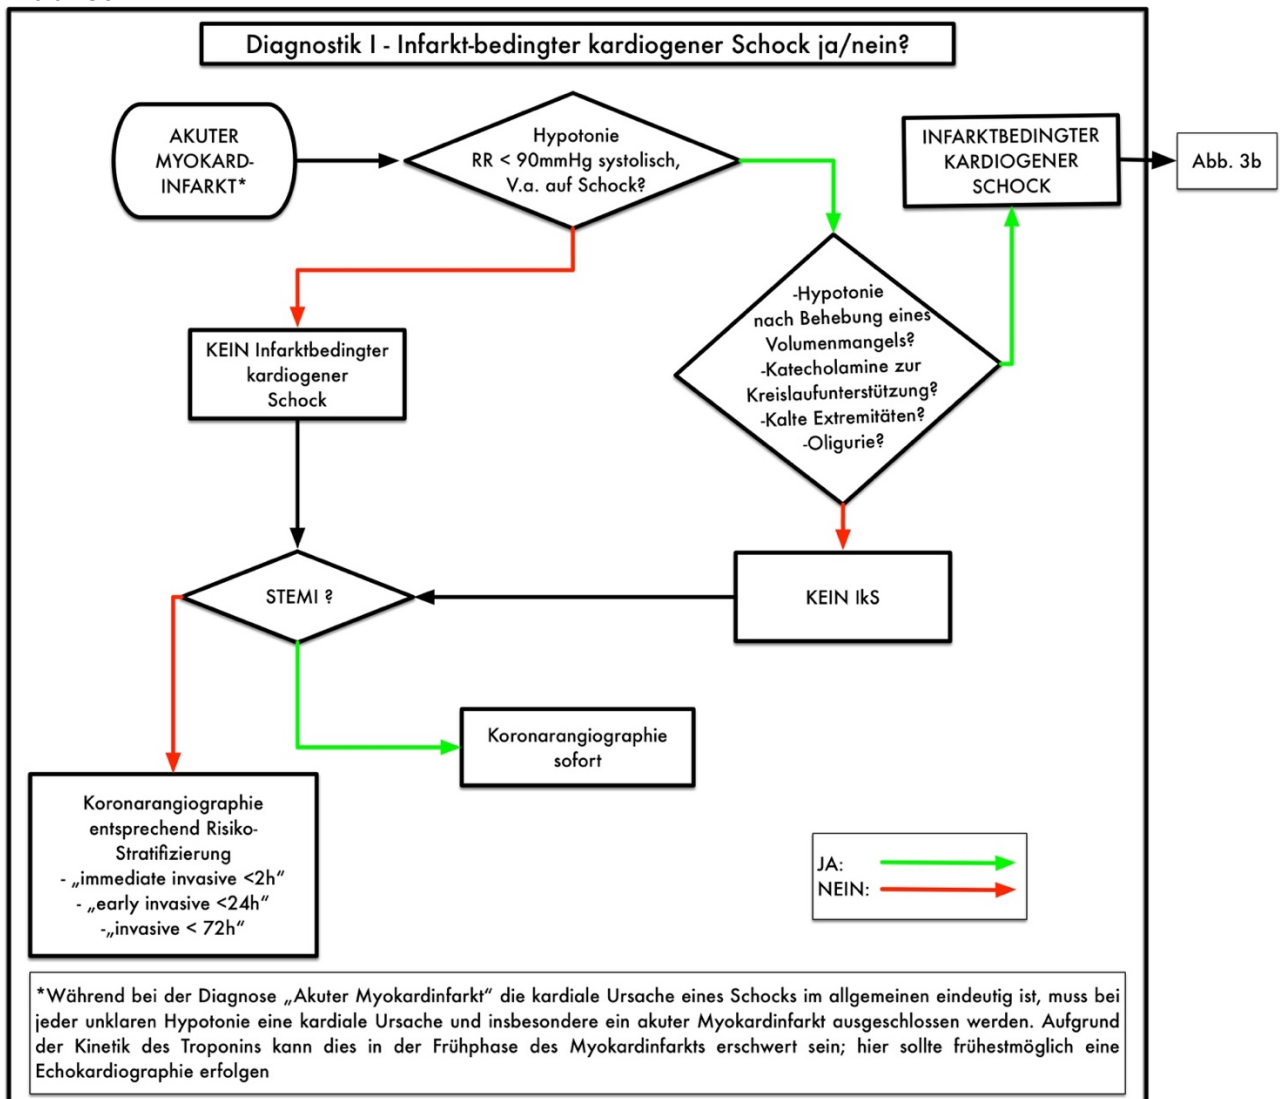 Diagnostik I - Infarkt-bedingter kardiogener Schock ja/nein?
AKUTER
MYOKARD-
INFARKT*
Hypotonie
RR < 90mmHg systolisch,
V.a. auf Schock?
INFARKTBEDINGTER
KARDIOGENER
SCHOCK
Abb. 3b
-Hypotonie
nach Behebung eines
Volumenmangels?
-Katecholamine zur
Kreislaufunterstützung?
-Kalte Extremitäten?
-Oligurie?
KEIN Infarktbedingter
kardiogener
Schock
STEMI ?
KEIN IkS
Koronarangiographie
sofort
Koronarangiographie
entsprechend Risiko-
Stratifizierung
- „immediate invasive <2h“
- „early invasive <24h“
-„invasive < 72h“
JA:
NEIN:
*Während bei der Diagnose „Akuter Myokardinfarkt“ die kardiale Ursache eines Schocks im allgemeinen eindeutig ist, muss bei
jeder unklaren Hypotonie eine kardiale Ursache und insbesondere ein akuter Myokardinfarkt ausgeschlossen werden. Aufgrund
der Kinetik des Troponins kann dies in der Frühphase des Myokardinfarkts erschwert sein; hier sollte frühestmöglich eine
Echokardiographie erfolgen